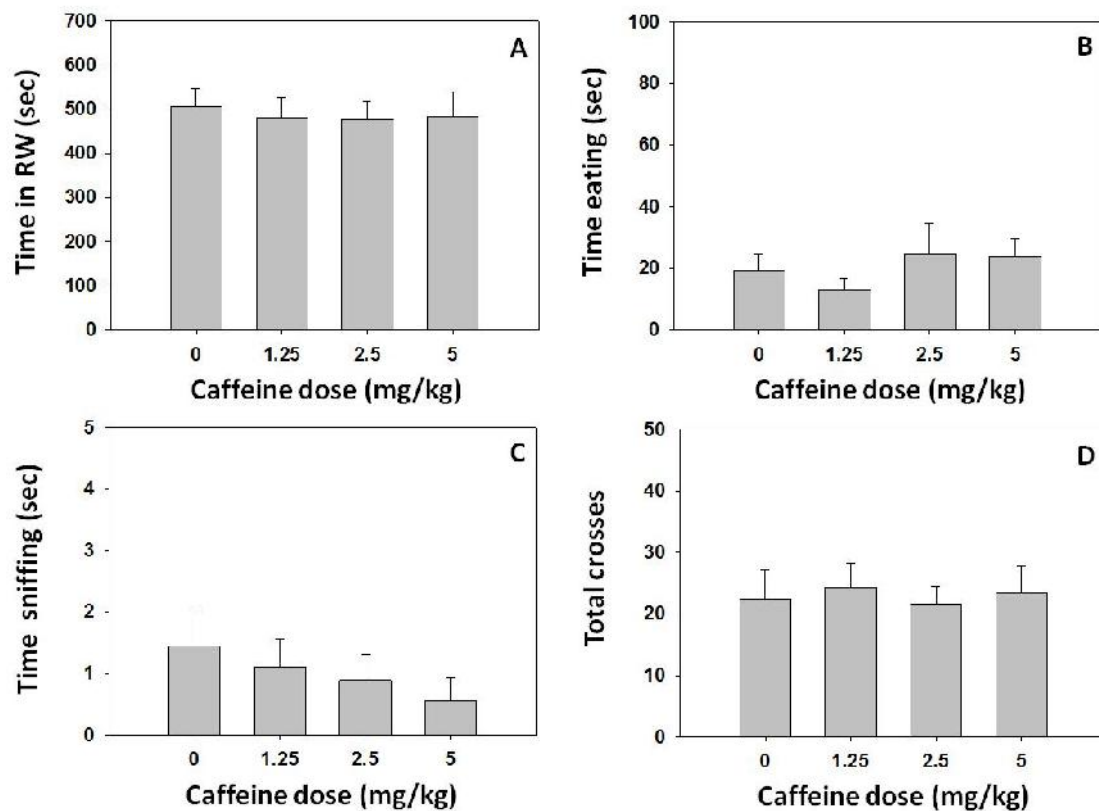 A
Time in RW (sec)
700
600
500
400
300
200
100
0
0 1.25 2.5 5
Caffeine dose (mg/kg)
B
Time eating (sec)
100
80
60
40
20
0
0 1.25 2.5 5
Caffeine dose (mg/kg)
C
Time sniffing (sec)
5
4
3
2
1
0
0 1.25 2.5 5
Caffeine dose (mg/kg)
D
Total crosses
50
40
30
20
10
0
0 1.25 2.5 5
Caffeine dose (mg/kg)